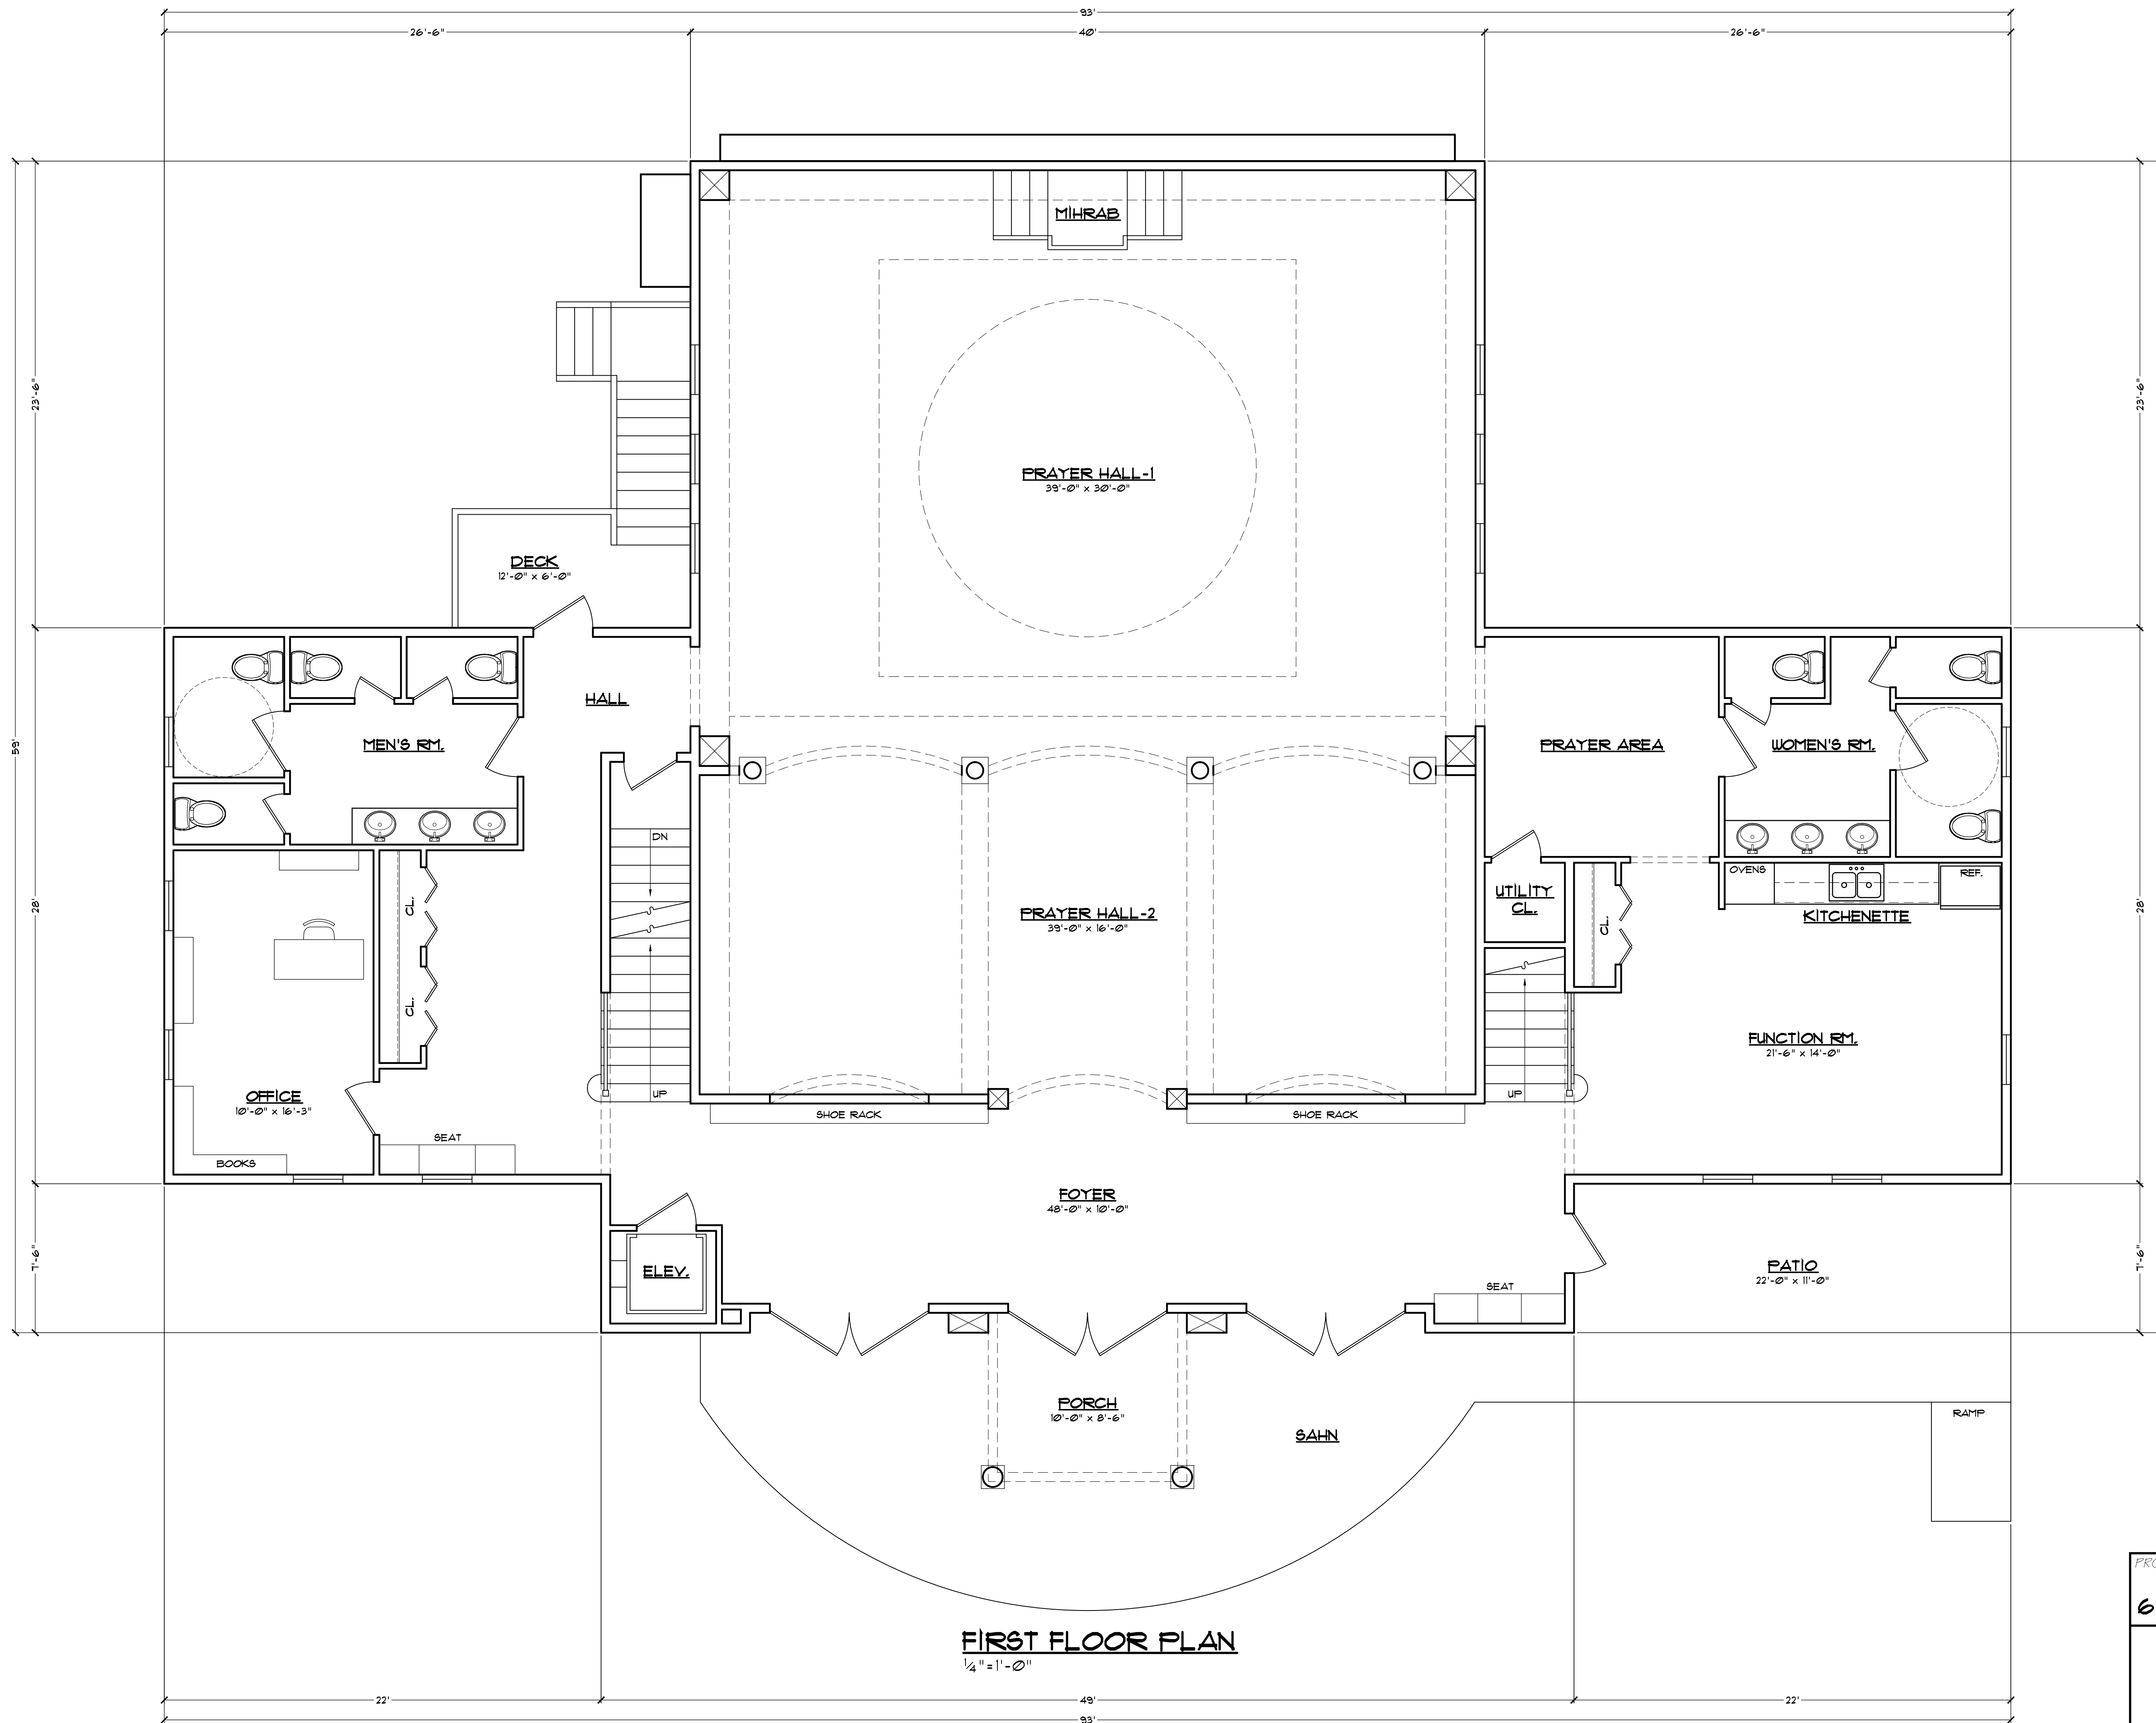 93'
26'-6"
40'
26'-6"
MIHRAB
23'-6"
23'-6"
PRAYER HALL-1
39'-0" x 30'-0"
DECK
12'-0" x 6'-0"
HALL
MEN'S RM.
PRAYER AREA
WOMEN'S RM.
59'
DN
OVENS
REF.
UTILITY
CL.
KITCHENETTE
CL.
CL.
28'
28'
PRAYER HALL-2
39'-0" x 16'-0"
CL.
FUNCTION RM.
21'-6" x 14'-0"
OFFICE
10'-0" x 16'-3"
UP
UP
SHOE RACK
SHOE RACK
SEAT
BOOKS
FOYER
48'-0" x 10'-0"
7'-6"
7'-6"
ELEV.
SEAT
PATIO
22'-0" x 11'-0"
PORCH
10'-0" x 8'-6"
SAHN
RAMP
6
FIRST FLOOR PLAN
1/4"=1'-0"
22'
49'
22'
93'